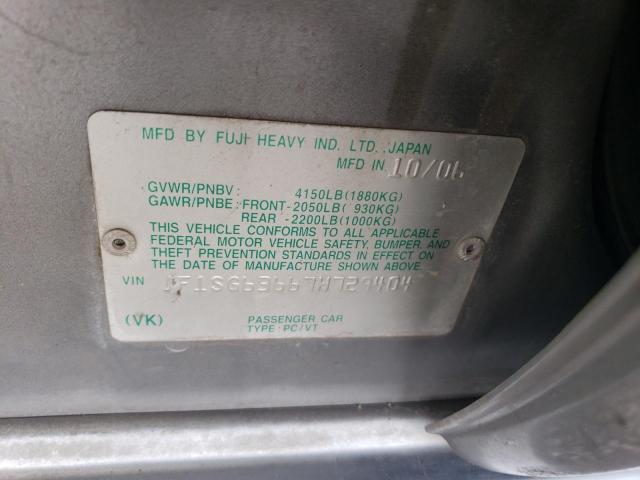 MFD BY FUJI HEAVY IND. LTD. JAPAN
MFD IN 10/06
GVWR/PNBV: 4150LB(1880KG)
GAWR/PNBE: FRONT-2050LB( 930KG)
REAR -2200LB(1000KG)
THIS VEHICLE CONFORMS TO ALL APPLICABLE
FEDERAL MOTOR VEHICLE SAFETY, BUMPER, AND
THEFT PREVENTION STANDARDS IN EFFECT ON
THE DATE OF MANUFACTURE SHOWN ABOVE.
VIN JF1SG63667H729404
(VK) PASSENGER CAR
TYPE: PC/VT